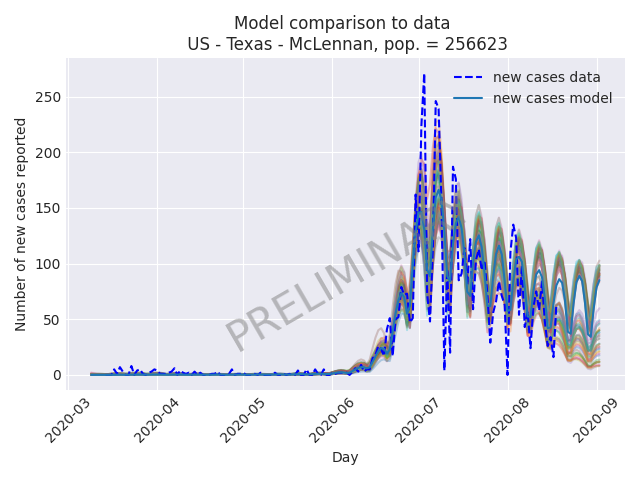 Model comparison to data
US - Texas - McLennan, pop. = 256623
new cases data
new cases model
Number of new cases reported
250
200
150
100
50
0
PRELIMINA
2020-03
2020-04
2020-05
2020-06
2020-07
2020-08
2020-09
Day